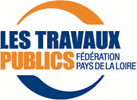 LES TRAVAUX
PUBLICS FÉDÉRATION
PAYS DE LA LOIRE